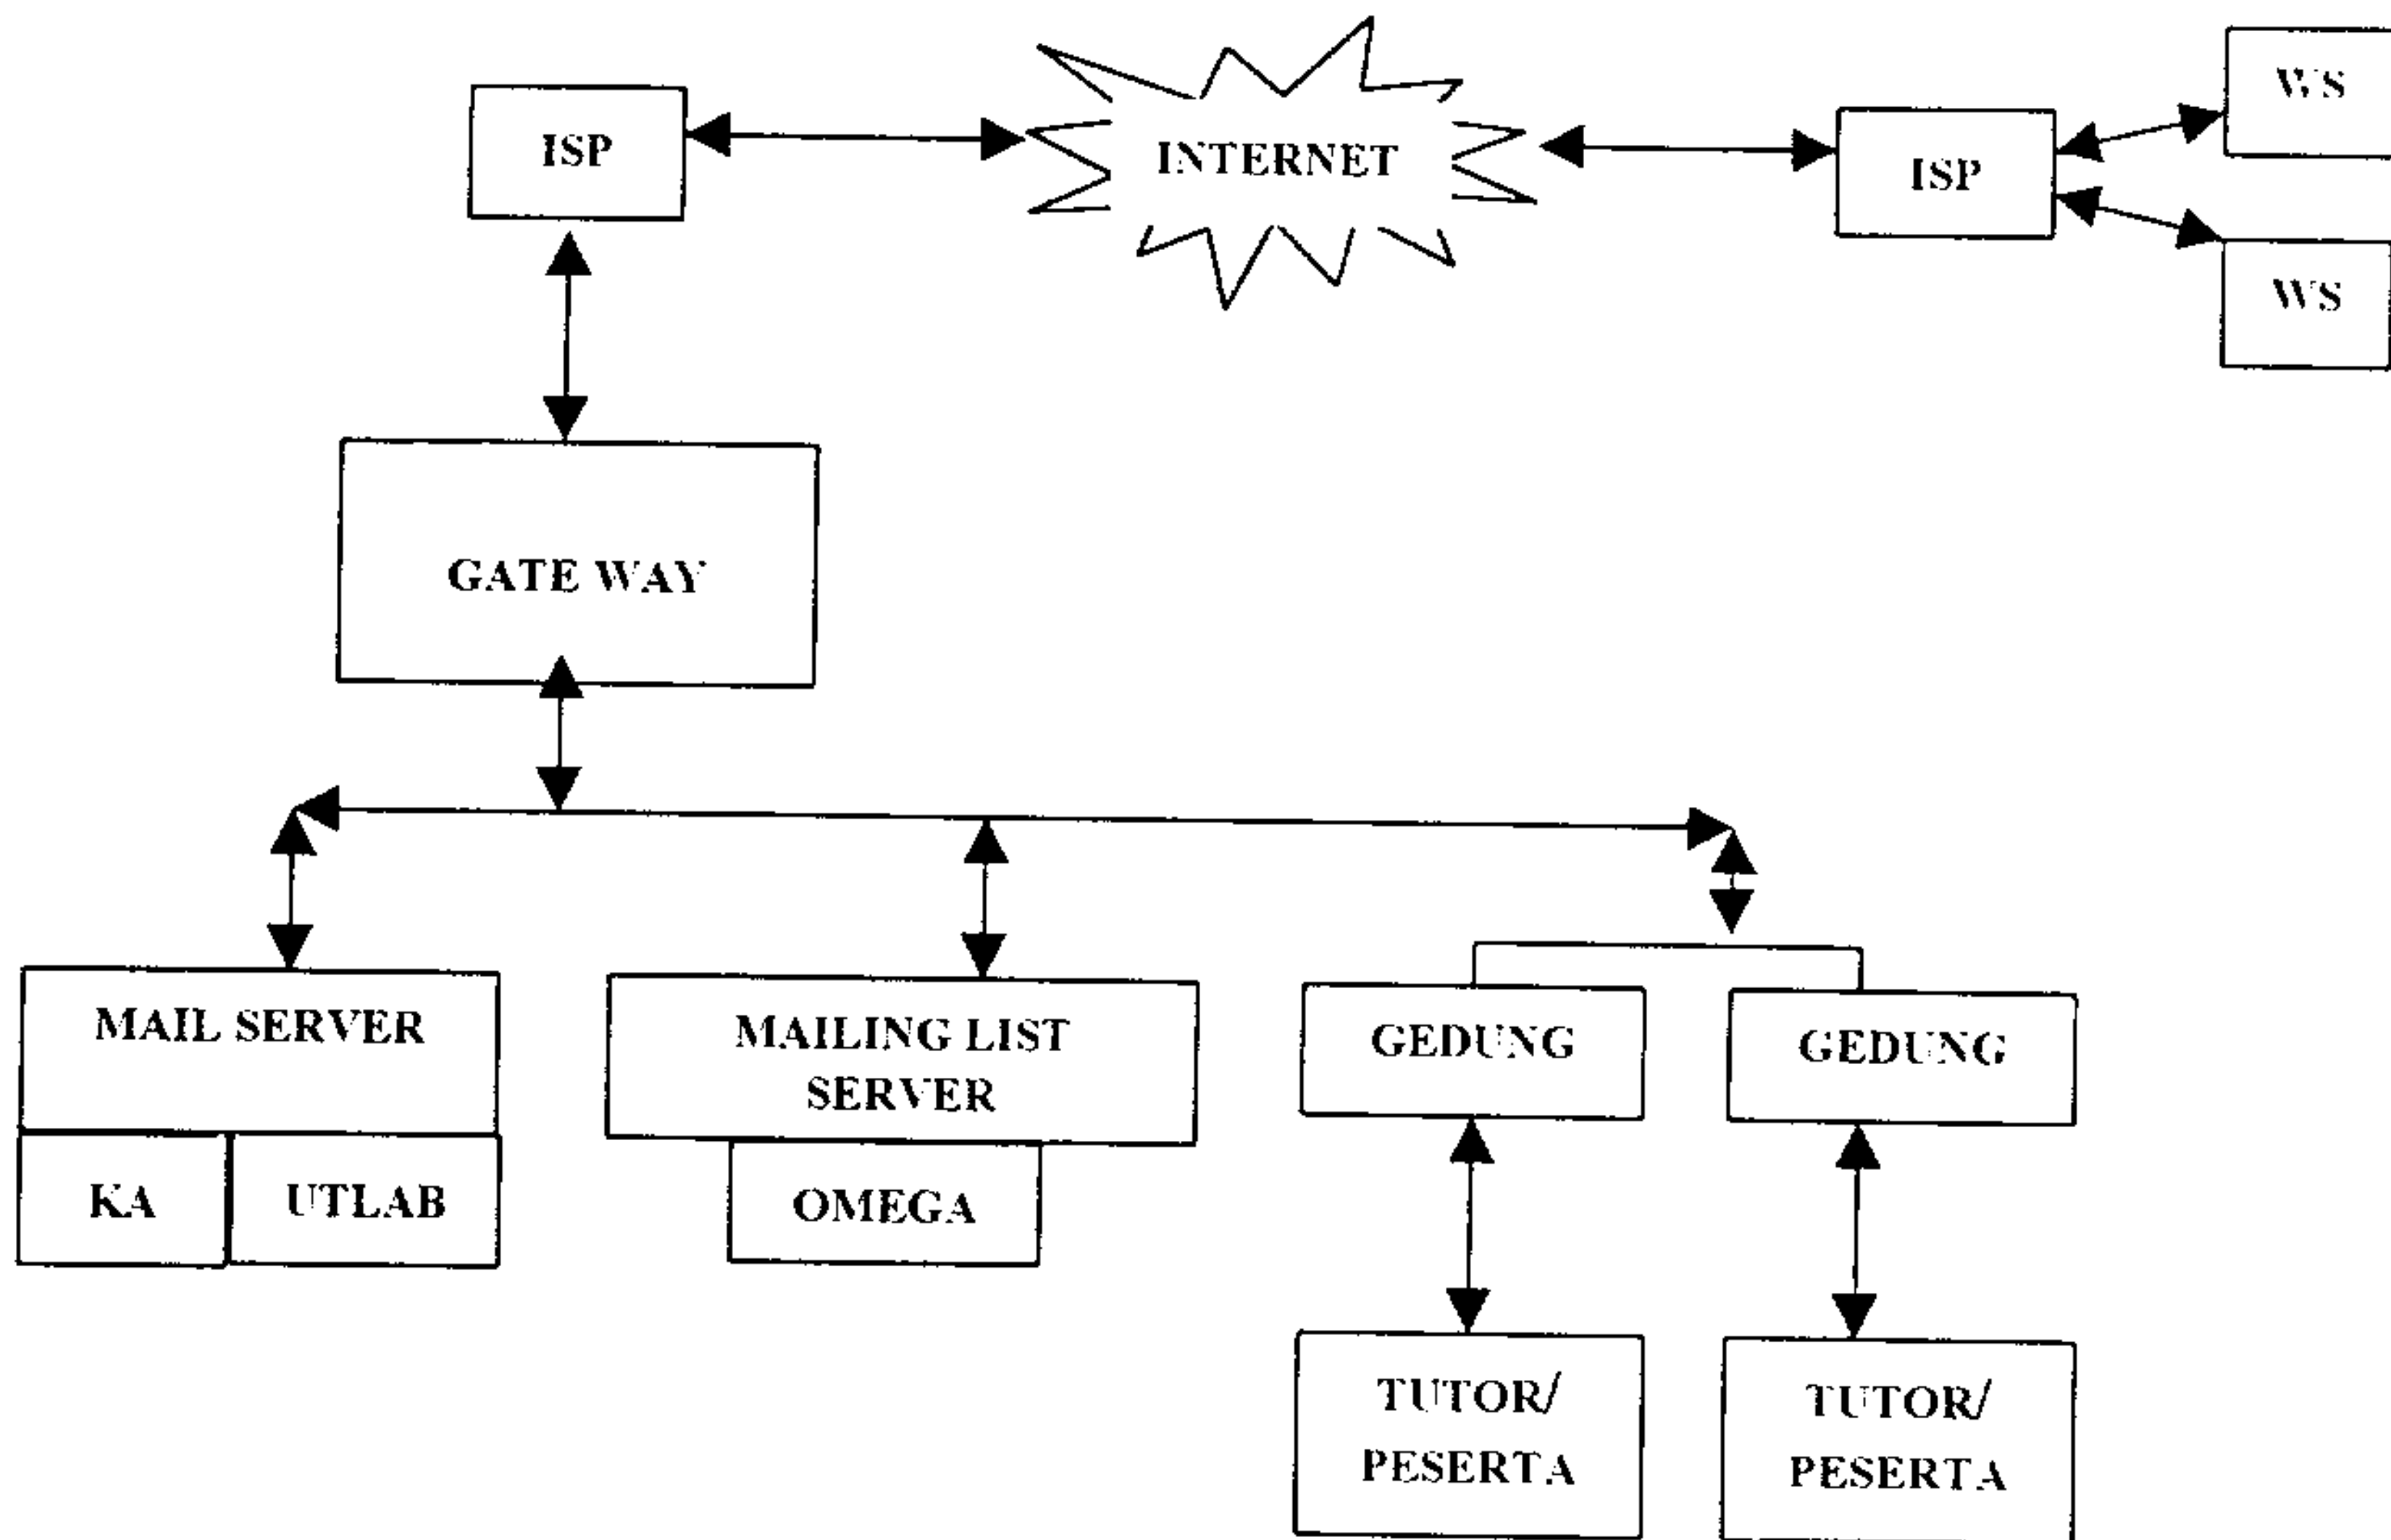 ISP
INTERNET
ISP
WS
WS
GATE WAY
MAIL SERVER
KA
UTLAB
MAILING LIST
SERVER
OMEGA
GEDUNG
GEDUNG
TUTOR/
PESERTA
TUTOR/
PESERTA